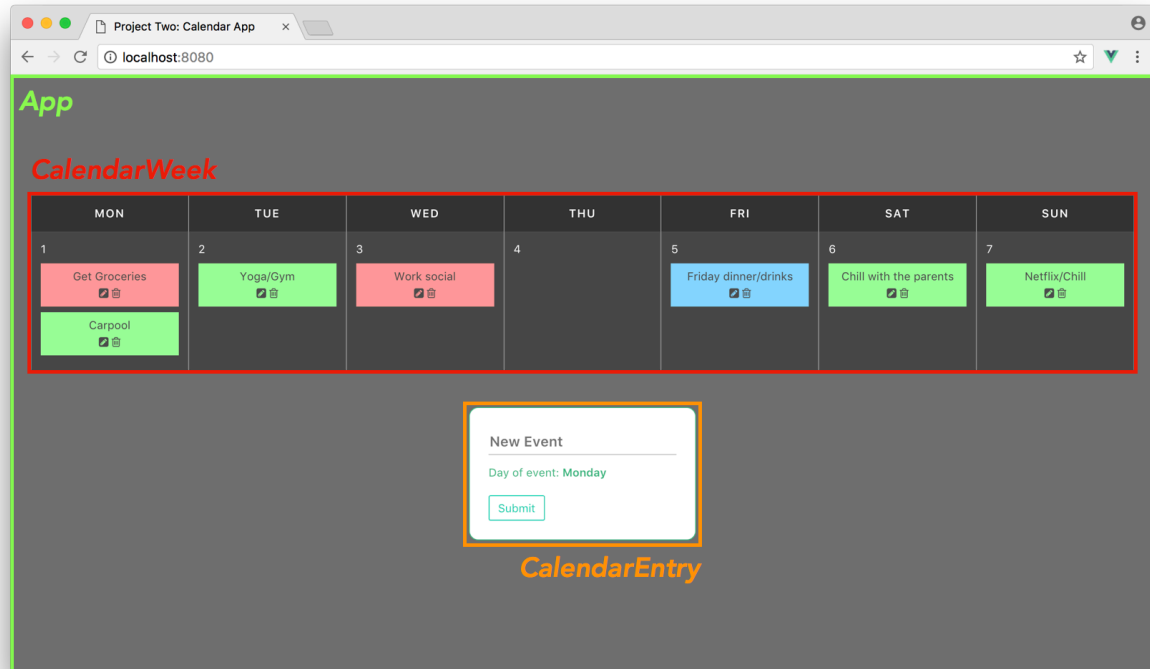 Project Two: Calendar App
localhost:8080
App
CalendarWeek
MON TUE WED THU FRI SAT SUN
1 2 3 4 5 6 7
Get Groceries Yoga/Gym Work social Friday dinner/drinks Chill with the parents Netflix/Chill
Carpool
New Event
Day of event: Monday
Submit
CalendarEntry